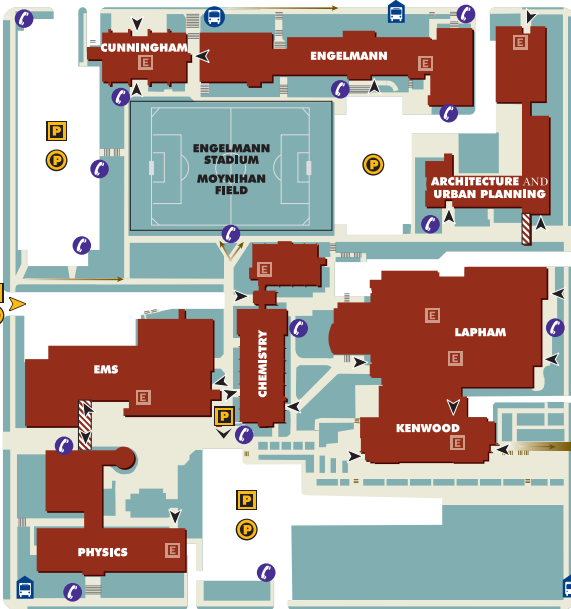 CUNNINGHAM
E
ENGELMANN
E
E
P
P
P
ENGELMANN
STADIUM
MOYNIHAN
FIELD
ARCHITECTURE AND
URBAN PLANNING
E
E
LAPHAM
E
CHEMISTRY
EMS
E
P
KENWOOD
E
P
P
PHYSICS
E